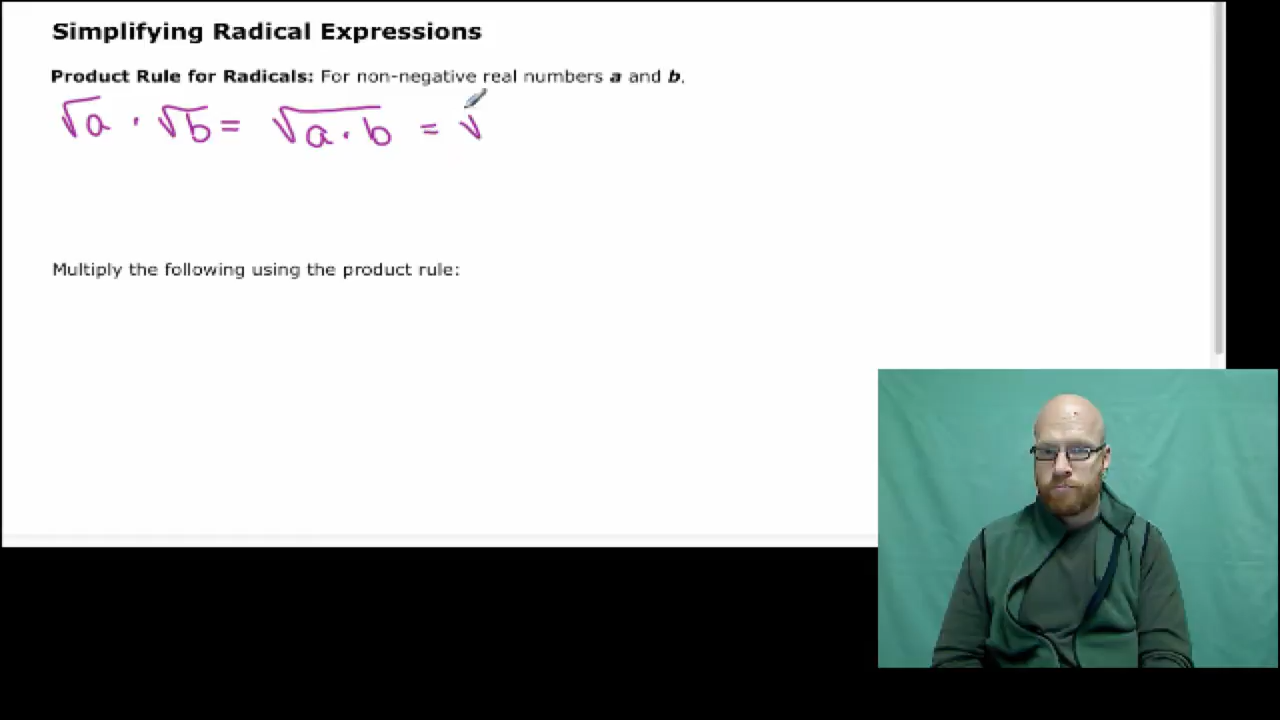 Simplifying Radical Expressions
Product Rule for Radicals: For non-negative real numbers a and b.
√a · √b = √a · b = √
Multiply the following using the product rule: